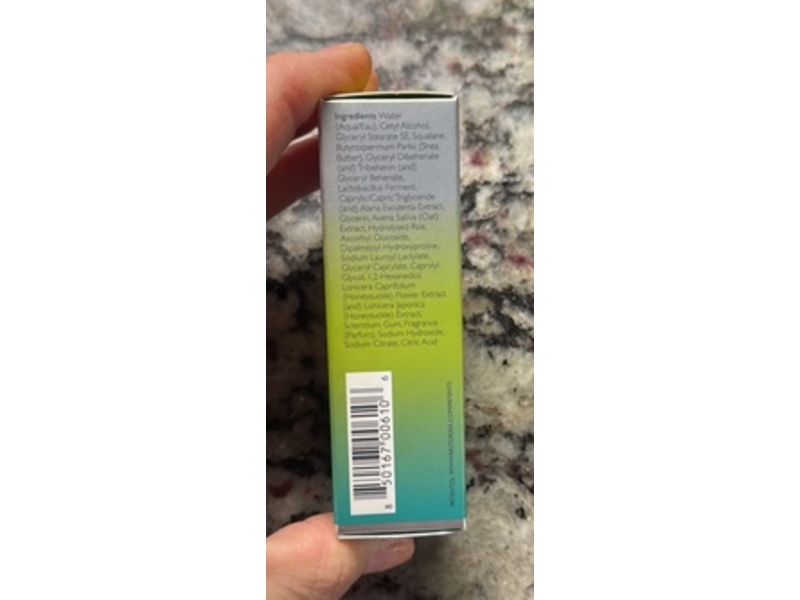 Ingredients Water
(Aqua/Eau), Cetyl Alcohol,
Glyceryl Stearate SE, Squalane,
Butyrospermum Parkii (Shea
Butter), Glyceryl Dibehenate
(and) Tribehenin (and)
Glyceryl Behenate,
Lactobacillus Ferment,
Caprylic/Capric Triglyceride
(and) Alaria Esculenta Extract,
Glycerin, Avena Sativa (Oat)
Extract, Hydrolyzed Roe,
Ascorbyl Glucoside,
Dipalmitoyl Hydroxyproline,
Sodium Lauroyl Lactylate,
Glyceryl Caprylate, Caprylyl
Glycol, 1,2-Hexanediol,
Lonicera Caprifolium
(Honeysuckle) Flower Extract
(and) Lonicera Japonica
(Honeysuckle) Extract,
Sclerotium Gum, Fragrance
(Parfum), Sodium Hydroxide,
Sodium Citrate, Citric Acid
8 50167 00610 6